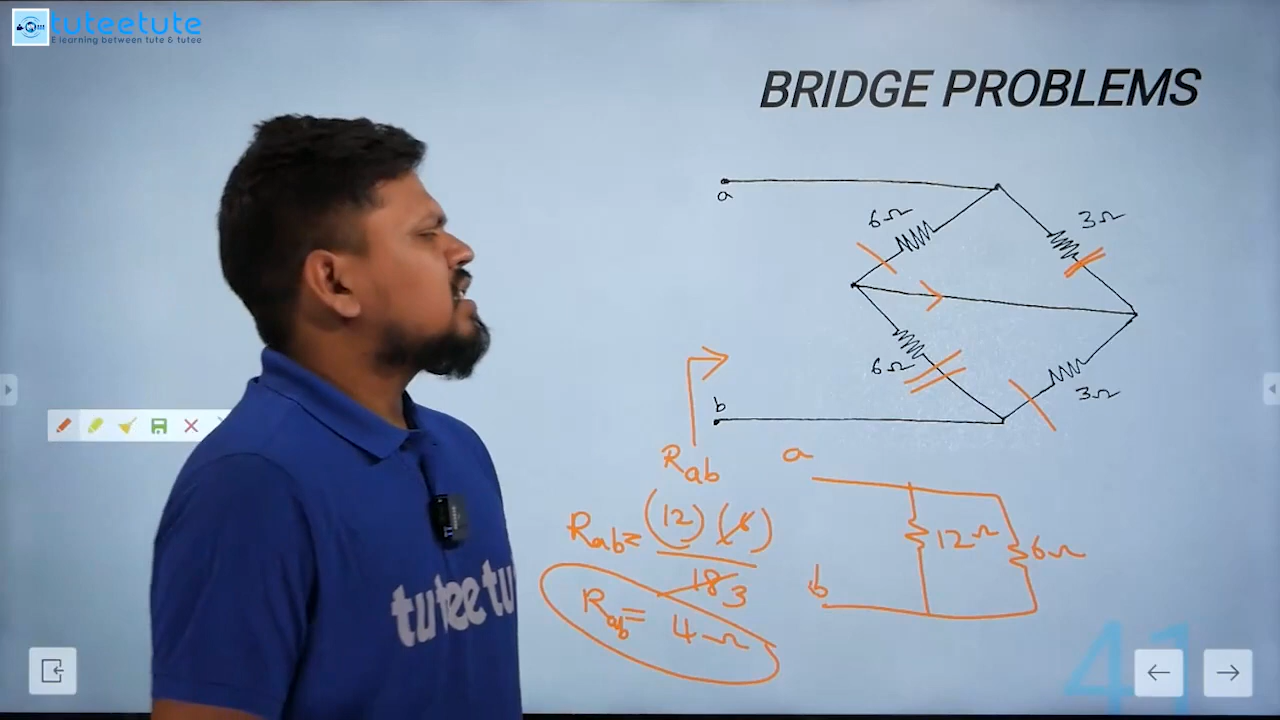 tuteetute
E learning between tute & tutee
BRIDGE PROBLEMS
a
6Ω
3Ω
6Ω
3Ω
b
Rab
a
Rab = (12) (6)
18 3
12Ω
6Ω
b
Rab = 4Ω
tutee tu
41